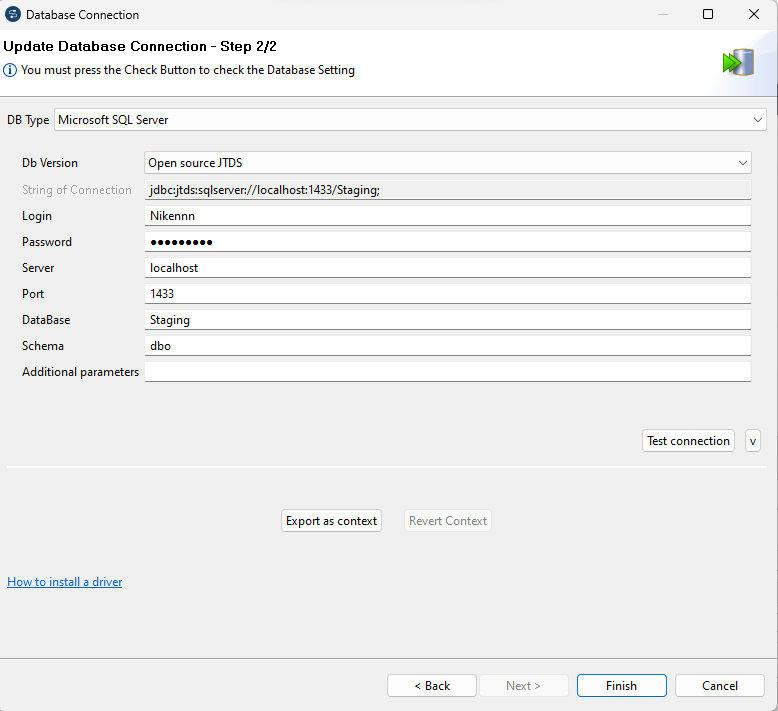 Database Connection
Update Database Connection - Step 2/2
You must press the Check Button to check the Database Setting
DB Type Microsoft SQL Server
Db Version Open source JTDS
String of Connection jdbc:jtds:sqlserver://localhost:1433/Staging;
Login Nikennn
Password •••••••••
Server localhost
Port 1433
DataBase Staging
Schema dbo
Additional parameters
Test connection v
Export as context Revert Context
How to install a driver
< Back Next > Finish Cancel